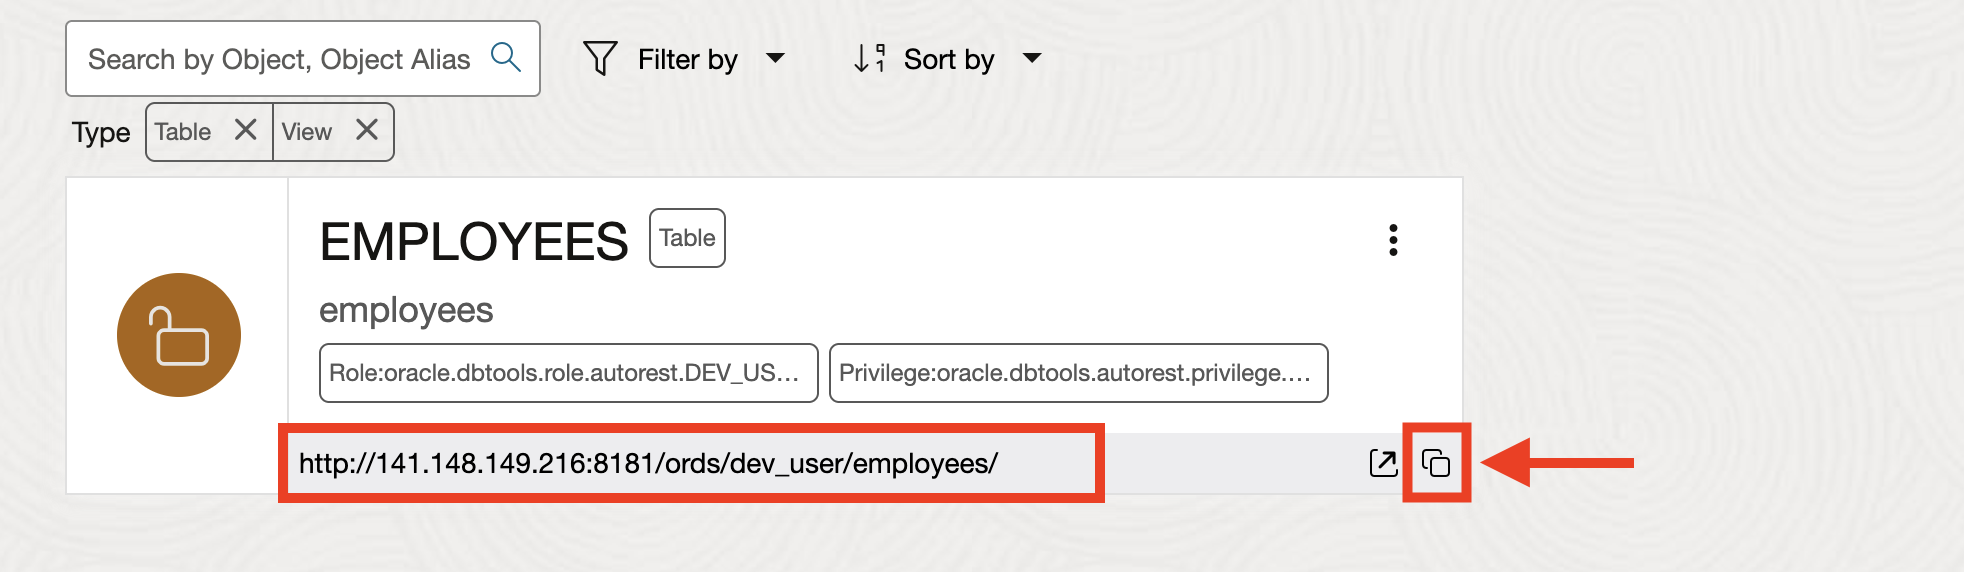 Search by Object, Object Alias
Filter by
Sort by
Type
Table
View
EMPLOYEES
Table
employees
Role:oracle.dbtools.role.autorest.DEV_US...
Privilege:oracle.dbtools.autorest.privilege....
http://141.148.149.216:8181/ords/dev_user/employees/